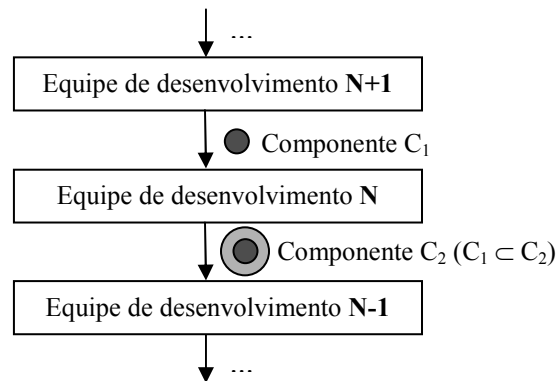 ...
Equipe de desenvolvimento N+1
Componente C₁
Equipe de desenvolvimento N
Componente C₂ (C₁ ⊂ C₂)
Equipe de desenvolvimento N-1
...